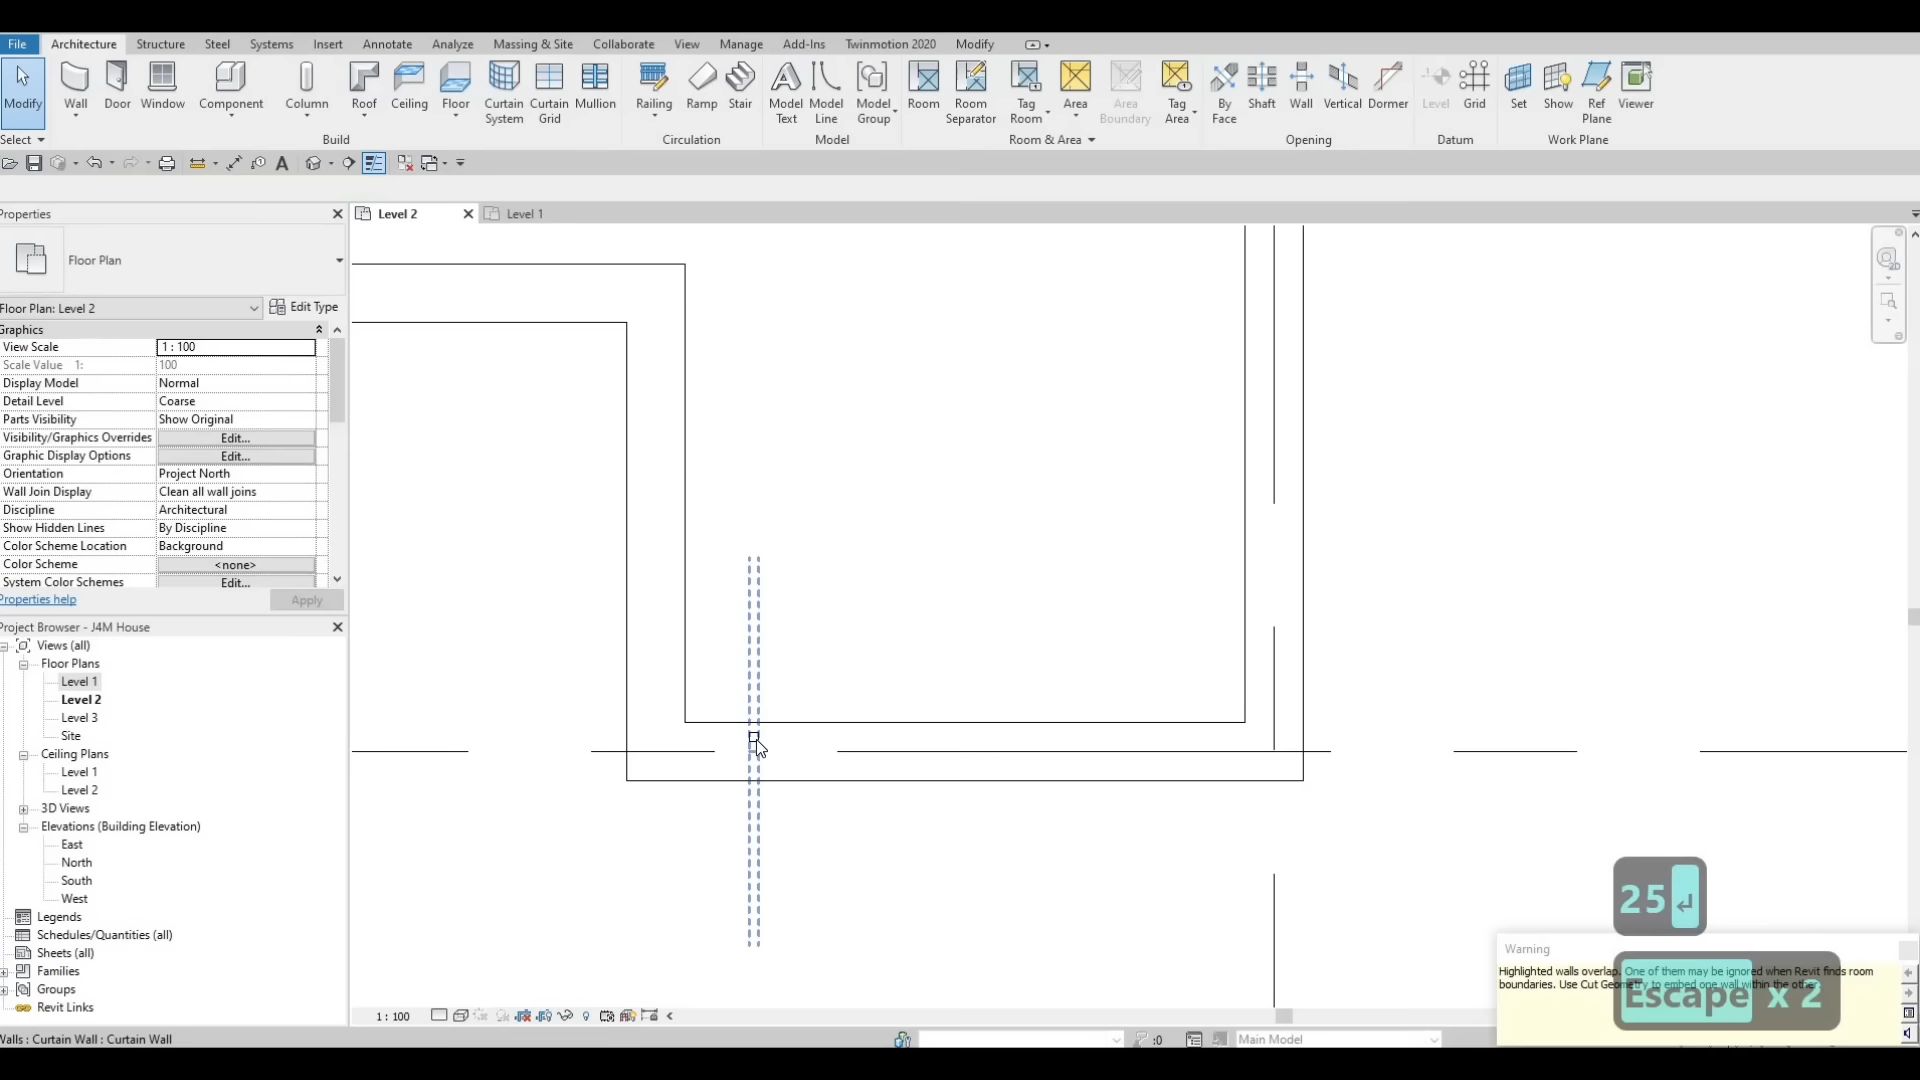 File Architecture Structure Steel Systems Insert Annotate Analyze Massing & Site Collaborate View Manage Add-Ins Twinmotion 2020 Modify
Modify Wall Door Window Component Column Roof Ceiling Floor Curtain System Curtain Grid Mullion Railing Ramp Stair Model Text Model Line Model Group Room Room Separator Tag Room Area Area Boundary Tag Area By Face Shaft Wall Vertical Dormer Level Grid Set Show Ref Plane Viewer
Select Build Circulation Model Room & Area Opening Datum Work Plane
Properties
Level 2 Level 1
Floor Plan
Floor Plan: Level 2 Edit Type
Graphics
View Scale 1 : 100
Scale Value 1: 100
Display Model Normal
Detail Level Coarse
Parts Visibility Show Original
Visibility/Graphics Overrides Edit...
Graphic Display Options Edit...
Orientation Project North
Wall Join Display Clean all wall joins
Discipline Architectural
Show Hidden Lines By Discipline
Color Scheme Location Background
Color Scheme <none>
System Color Schemes Edit...
Properties help Apply
Project Browser - J4M House
Views (all)
Floor Plans
Level 1
Level 2
Level 3
Site
Ceiling Plans
Level 1
Level 2
3D Views
Elevations (Building Elevation)
East
North
South
West
Legends
Schedules/Quantities (all)
Sheets (all)
Families
Groups
Revit Links
25
Warning
Highlighted walls overlap. One of them may be ignored when Revit finds room
boundaries. Use Cut Geometry to embed one wall within the other.
Escape x 2
1 : 100
Walls : Curtain Wall : Curtain Wall :0 Main Model
2D